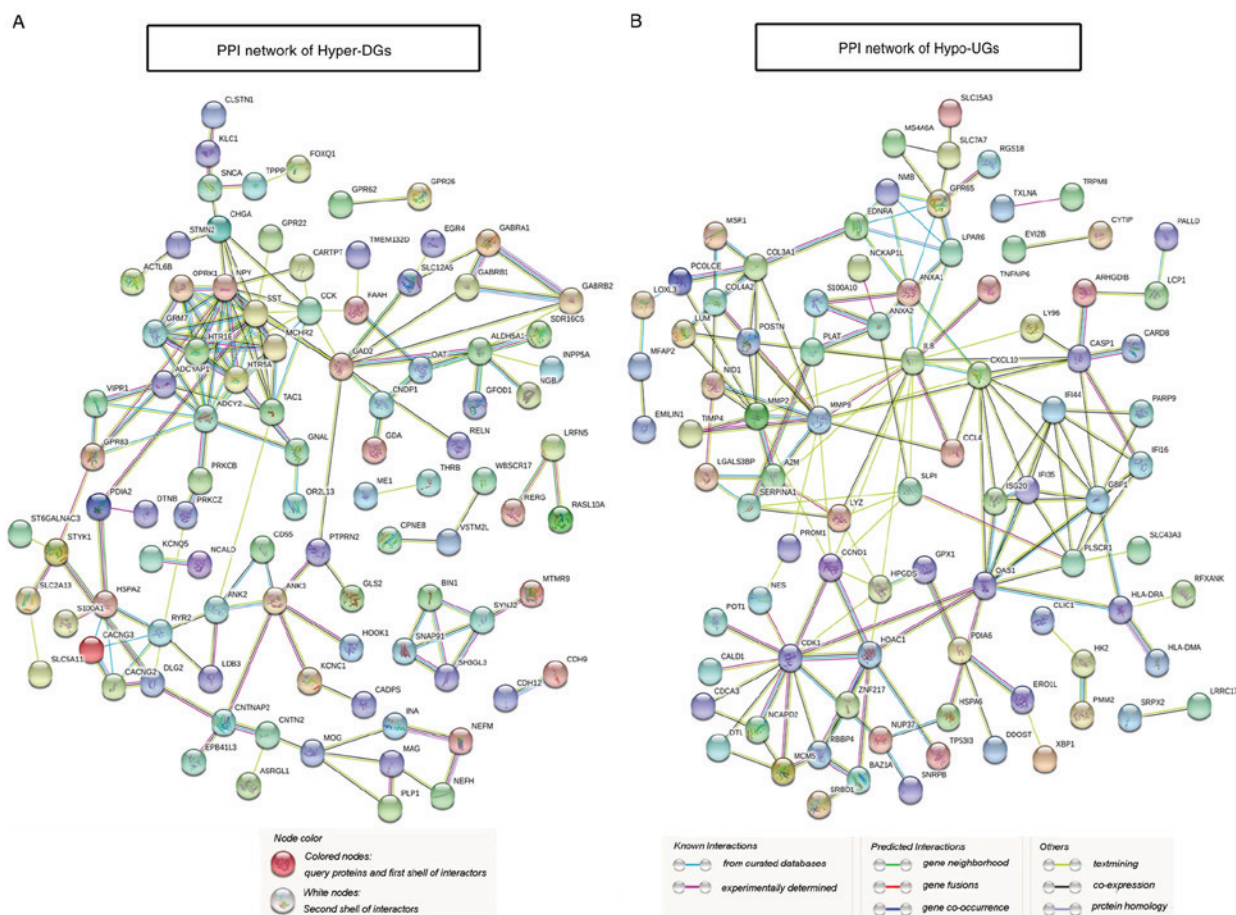 A
B
PPI network of Hyper-DGs
PPI network of Hypo-UGs
CLSTN1
KLC1
SNCA
TPPP
FOXQ1
GPR62
GPR26
CHGA
STMN2
GPR22
ACTL6B
OPRK1
NPY
CARTPT
TMEM132D
EGR4
SLC12A5
GABRA1
GABRB1
GABRB2
SDR16C5
SST
CCK
FAAH
GRM7
MCHR2
HTR1E
HTR5A
GAD2
OAT
ALDH5A1
INPP5A
ADCYAP1
VIPR1
ADCY2
TAC1
CNDP1
GFOD1
NGB
GPR83
GNAL
GDA
RELN
PRKCB
OR2L13
THRB
ME1
WBSCR17
LRFN5
PDIA2
DTNB
PRKCZ
RERG
RASL10A
ST6GALNAC3
STYK1
KCNQ5
NCALD
CD55
PTPRN2
CPNE8
VSTM2L
SLC2A13
HSPA2
ANK2
ANK3
GLS2
BIN1
MTMR9
S100A1
RYR2
SYNJ2
CACNG3
SLC5A11
CACNG2
DLG2
LDB3
HOOK1
SNAP91
SH3GL3
KCNC1
CADPS
CDH9
CDH12
CNTNAP2
CNTN2
INA
NEFM
EPB41L3
MOG
MAG
ASRGL1
NEFH
PLP1
SLC15A3
MS4A6A
SLC7A7
RGS18
NMB
GPR65
TXLNA
TRPM8
EDNRA
MSR1
COL3A1
LPAR6
EVI2B
CYTIP
PALLD
PCOLCE
NCKAP1L
ANXA1
LOXL3
COL4A2
S100A10
TNFAIP6
ARHGDIB
LCP1
LUM
POSTN
ANXA2
LY96
CARD8
MFAP2
PLAT
IL8
CXCL10
CASP1
NID1
EMILIN1
MMP2
MMP9
IFI44
PARP9
TIMP4
CCL4
IFI16
LGALS3BP
A2M
SLPI
ISG20
IFI35
GBP1
SERPINA1
LYZ
PROM1
CCND1
GPX1
PLSCR1
SLC43A3
NES
HPGDS
OAS1
RFXANK
POT1
CLIC1
HLA-DRA
CDK1
HDAC1
PDIA6
CALD1
HK2
HLA-DMA
CDCA3
ZNF217
ERO1L
NCAPD2
HSPA6
PMM2
SRPX2
DTL
RBBP4
NUP37
DDOST
MCM5
BAZ1A
TP53I3
XBP1
SRBD1
SNRPB
Node color
Colored nodes:
query proteins and first shell of interactors
White nodes:
Second shell of interactors
Known Interactions
from curated databases
experimentally determined
Predicted Interactions
gene neighborhood
gene fusions
gene co-occurrence
Others
textmining
co-expression
protein homology